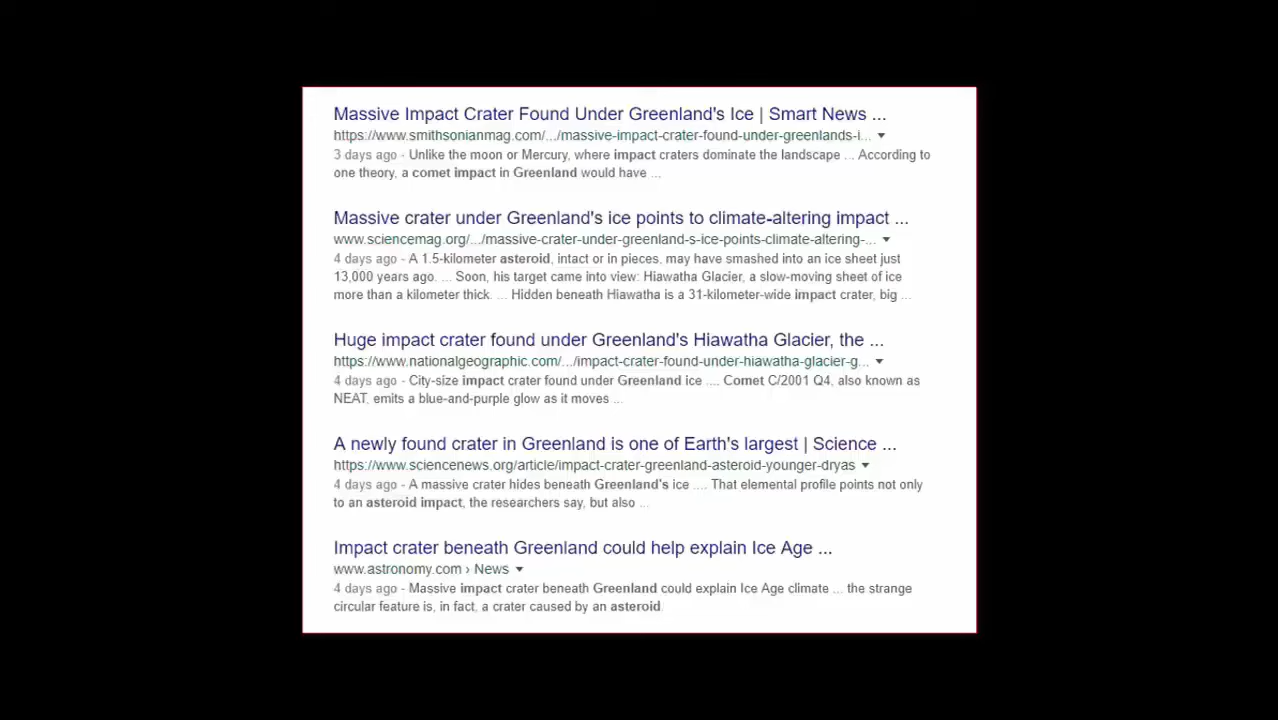 Massive Impact Crater Found Under Greenland's Ice | Smart News ...
https://www.smithsonianmag.com/.../massive-impact-crater-found-under-greenlands-i... ▼
3 days ago - Unlike the moon or Mercury, where impact craters dominate the landscape ... According to
one theory, a comet impact in Greenland would have ...
Massive crater under Greenland's ice points to climate-altering impact ...
www.sciencemag.org/.../massive-crater-under-greenland-s-ice-points-climate-altering-... ▼
4 days ago - A 1.5-kilometer asteroid, intact or in pieces, may have smashed into an ice sheet just
13,000 years ago. ... Soon, his target came into view: Hiawatha Glacier, a slow-moving sheet of ice
more than a kilometer thick. ... Hidden beneath Hiawatha is a 31-kilometer-wide impact crater, big ...
Huge impact crater found under Greenland's Hiawatha Glacier, the ...
https://www.nationalgeographic.com/.../impact-crater-found-under-hiawatha-glacier-g... ▼
4 days ago - City-size impact crater found under Greenland ice .... Comet C/2001 Q4, also known as
NEAT, emits a blue-and-purple glow as it moves ...
A newly found crater in Greenland is one of Earth's largest | Science ...
https://www.sciencenews.org/article/impact-crater-greenland-asteroid-younger-dryas ▼
4 days ago - A massive crater hides beneath Greenland's ice .... That elemental profile points not only
to an asteroid impact, the researchers say, but also ...
Impact crater beneath Greenland could help explain Ice Age ...
www.astronomy.com › News ▼
4 days ago - Massive impact crater beneath Greenland could explain Ice Age climate ... the strange
circular feature is, in fact, a crater caused by an asteroid